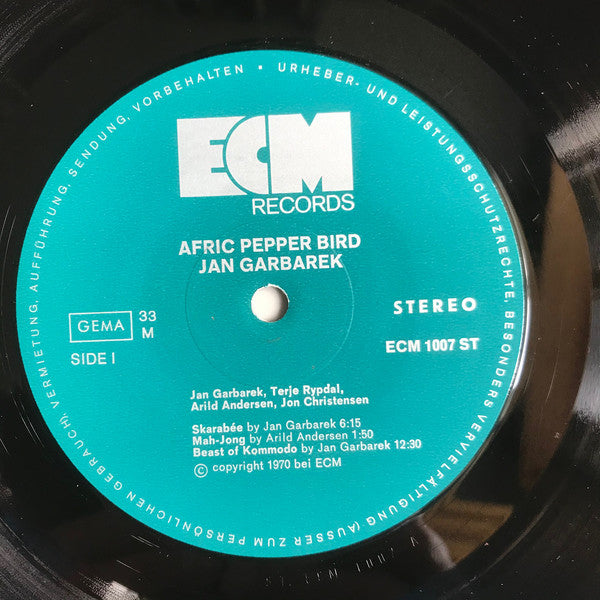 URHEBER- UND LEISTUNGSSCHUTZRECHTE, BESONDERS VERVIELFÄLTIGUNG (AUSSER ZUM PERSÖNLICHEN GEBRAUCH), VERMIETUNG, AUFFÜHRUNG, SENDUNG, VORBEHALTEN •
ECM
RECORDS
AFRIC PEPPER BIRD
JAN GARBAREK
GEMA
33
M
SIDE I
STEREO
ECM 1007 ST
Jan Garbarek, Terje Rypdal,
Arild Andersen, Jon Christensen
Skarabée by Jan Garbarek 6:15
Mah-Jong by Arild Andersen 1:50
Beast of Kommodo by Jan Garbarek 12:30
© copyright 1970 bei ECM
ECM 1007 A